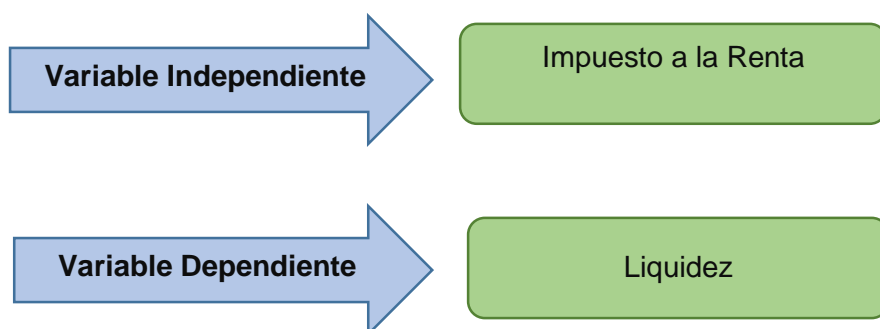 Variable Independiente
Impuesto a la Renta
Variable Dependiente
Liquidez